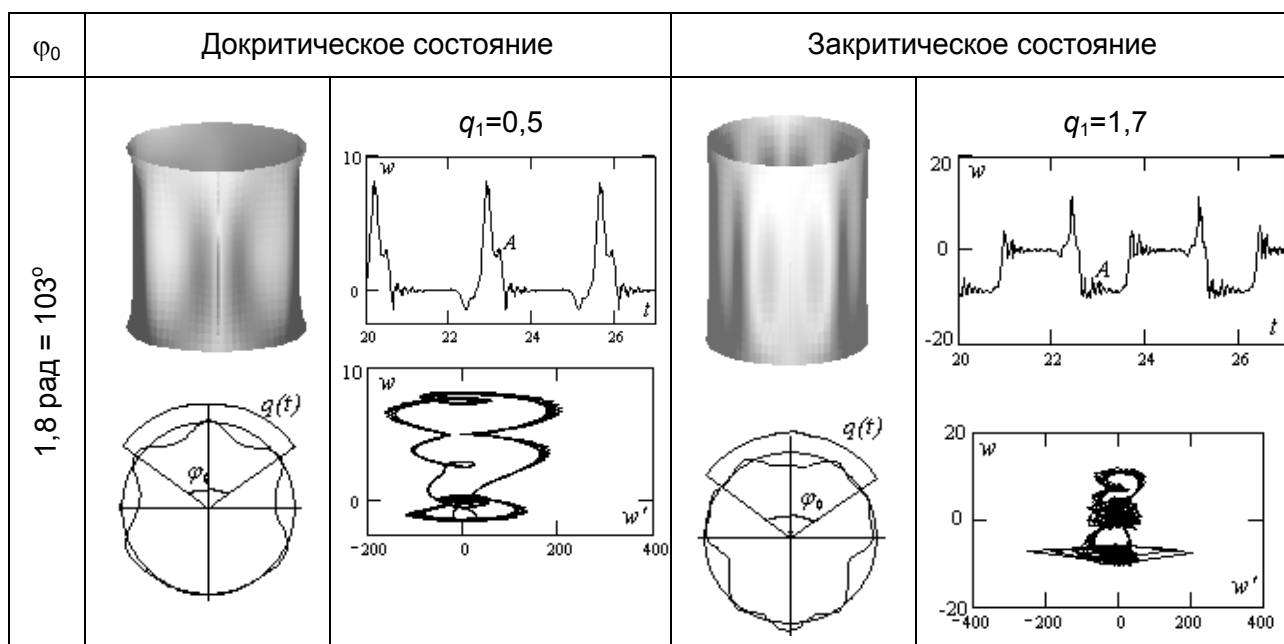 φ₀ Докритическое состояние Закритическое состояние
1,8 рад = 103°
q₁=0,5
10
w
A
0
t
20 22 24 26
10
w
0
w'
-200 0 200 400
q(t)
φ₀
q₁=1,7
20
w
0
A
t
-20
20 22 24 26
20
w
0
w'
-20
-400 -200 0 200 400
q(t)
φ₀